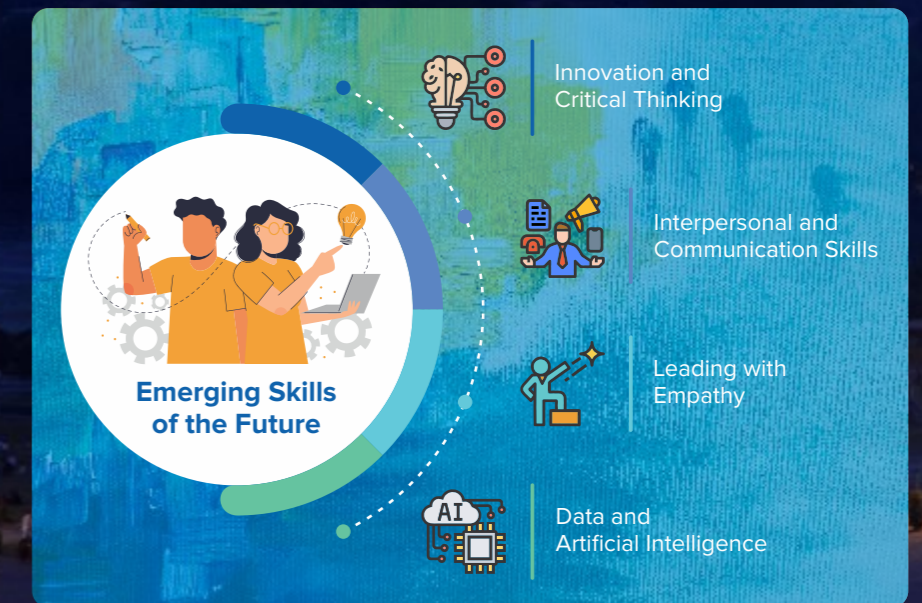 Innovation and
Critical Thinking
Interpersonal and
Communication Skills
Emerging Skills
of the Future
Leading with
Empathy
AI
Data and
Artificial Intelligence